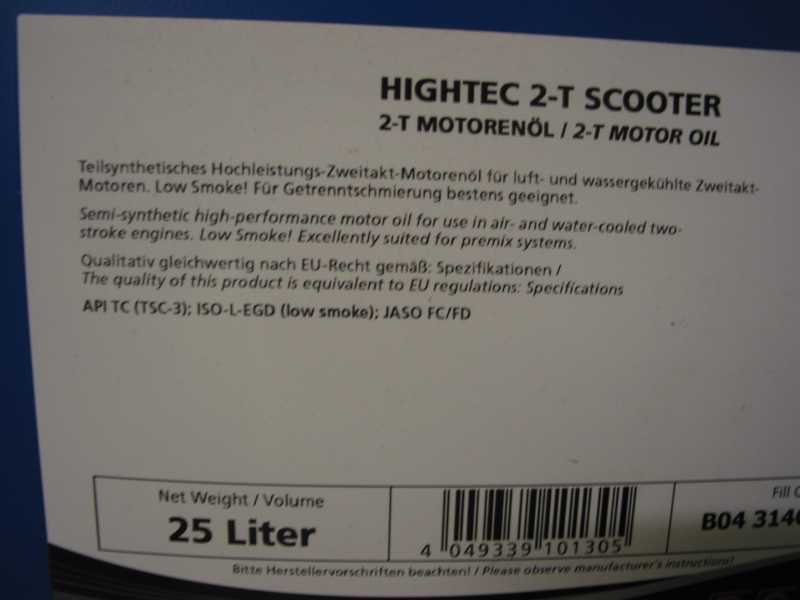 HIGHTEC 2-T SCOOTER
2-T MOTORENÖL / 2-T MOTOR OIL
Teilsynthetisches Hochleistungs-Zweitakt-Motorenöl für luft- und wassergekühlte Zweitakt-
Motoren. Low Smoke! Für Getrenntschmierung bestens geeignet.
Semi-synthetic high-performance motor oil for use in air- and water-cooled two-
stroke engines. Low Smoke! Excellently suited for premix systems.
Qualitativ gleichwertig nach EU-Recht gemäß: Spezifikationen /
The quality of this product is equivalent to EU regulations: Specifications
API TC (TSC-3); ISO-L-EGD (low smoke); JASO FC/FD
Net Weight / Volume
25 Liter
4 049339 101305
Fill
B04 314
Bitte Herstellervorschriften beachten! / Please observe manufacturer's instructions!